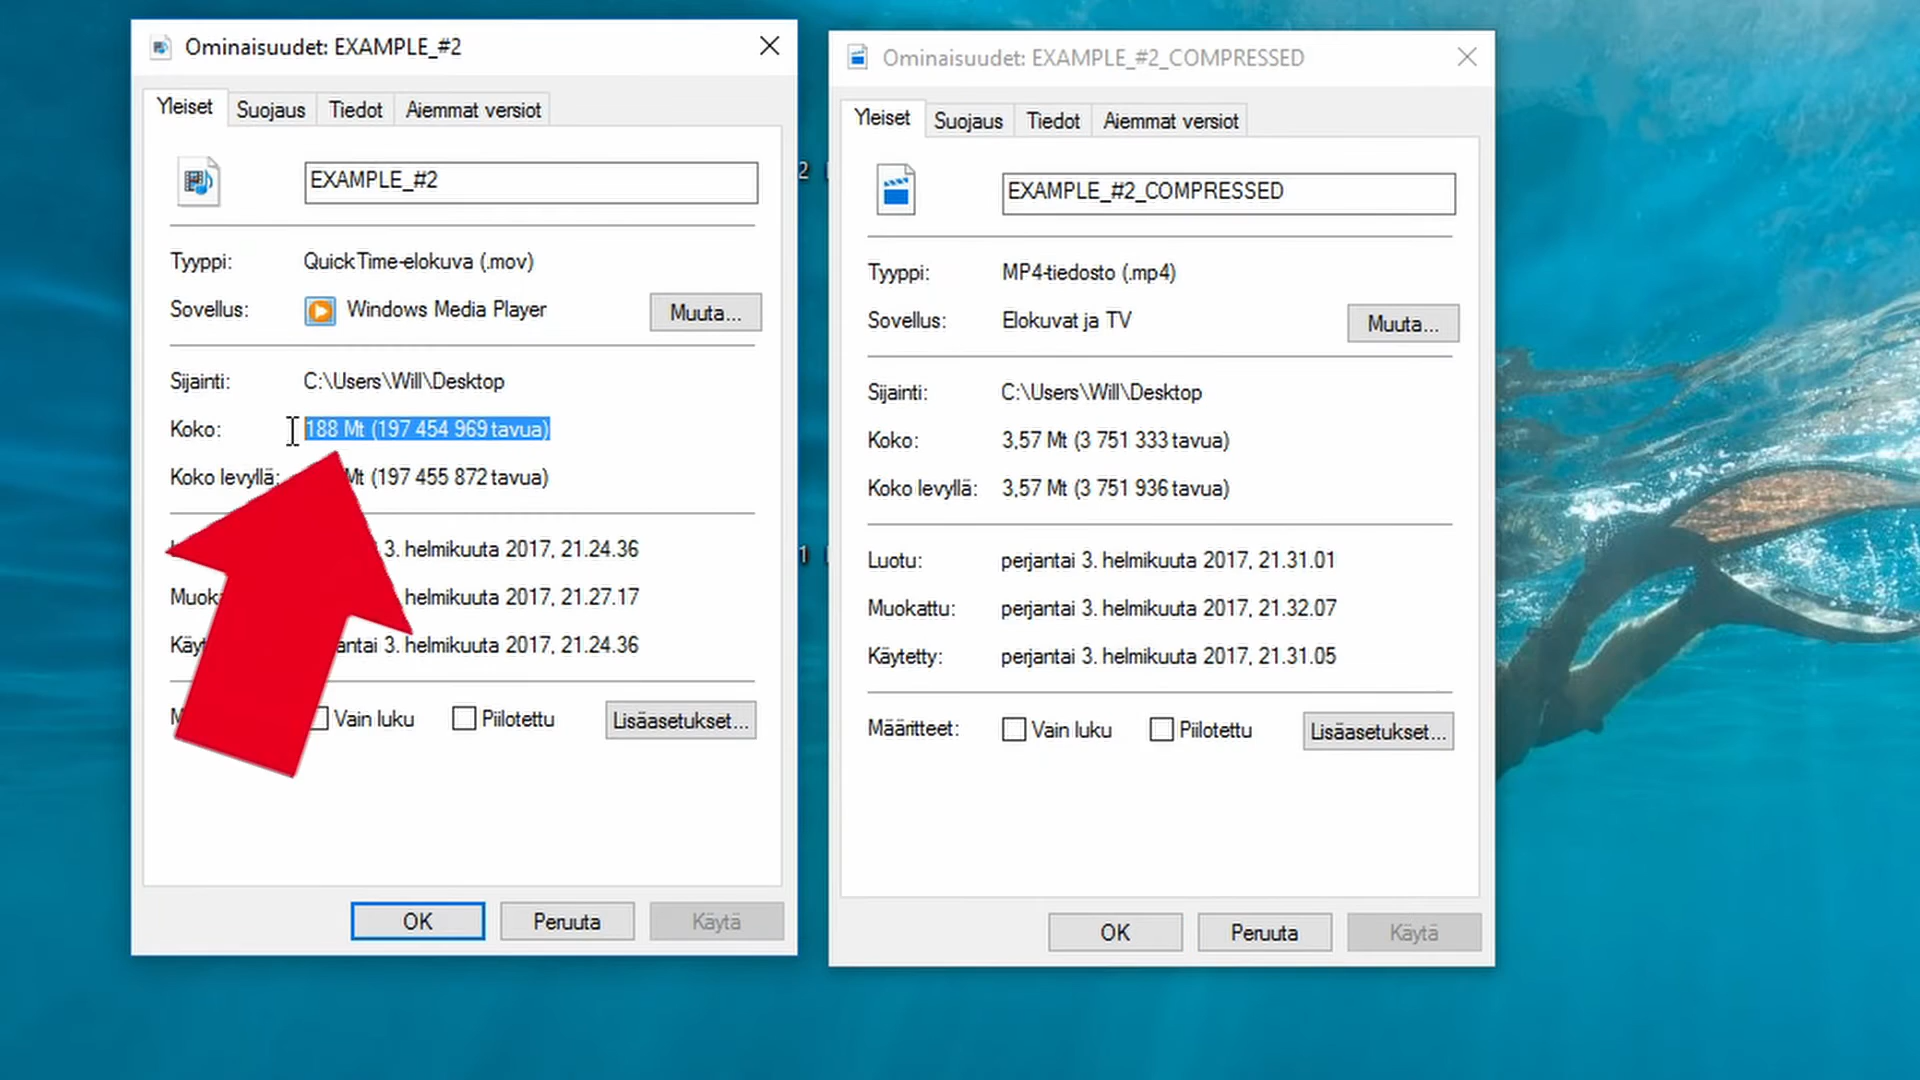 Ominaisuudet: EXAMPLE_#2
Yleiset Suojaus Tiedot Aiemmat versiot
EXAMPLE_#2
Tyyppi: QuickTime-elokuva (.mov)
Sovellus: Windows Media Player Muuta...
Sijainti: C:\Users\Will\Desktop
Koko: 188 Mt (197 454 969 tavua)
Koko levyllä: Mt (197 455 872 tavua)
3. helmikuuta 2017, 21.24.36
helmikuuta 2017, 21.27.17
3. helmikuuta 2017, 21.24.36
Vain luku Piilotettu Lisäasetukset...
OK Peruuta Käytä
2
1
Ominaisuudet: EXAMPLE_#2_COMPRESSED
Yleiset Suojaus Tiedot Aiemmat versiot
EXAMPLE_#2_COMPRESSED
Tyyppi: MP4-tiedosto (.mp4)
Sovellus: Elokuvat ja TV Muuta...
Sijainti: C:\Users\Will\Desktop
Koko: 3,57 Mt (3 751 333 tavua)
Koko levyllä: 3,57 Mt (3 751 936 tavua)
Luotu: perjantai 3. helmikuuta 2017, 21.31.01
Muokattu: perjantai 3. helmikuuta 2017, 21.32.07
Käytetty: perjantai 3. helmikuuta 2017, 21.31.05
Määritteet: Vain luku Piilotettu Lisäasetukset...
OK Peruuta Käytä